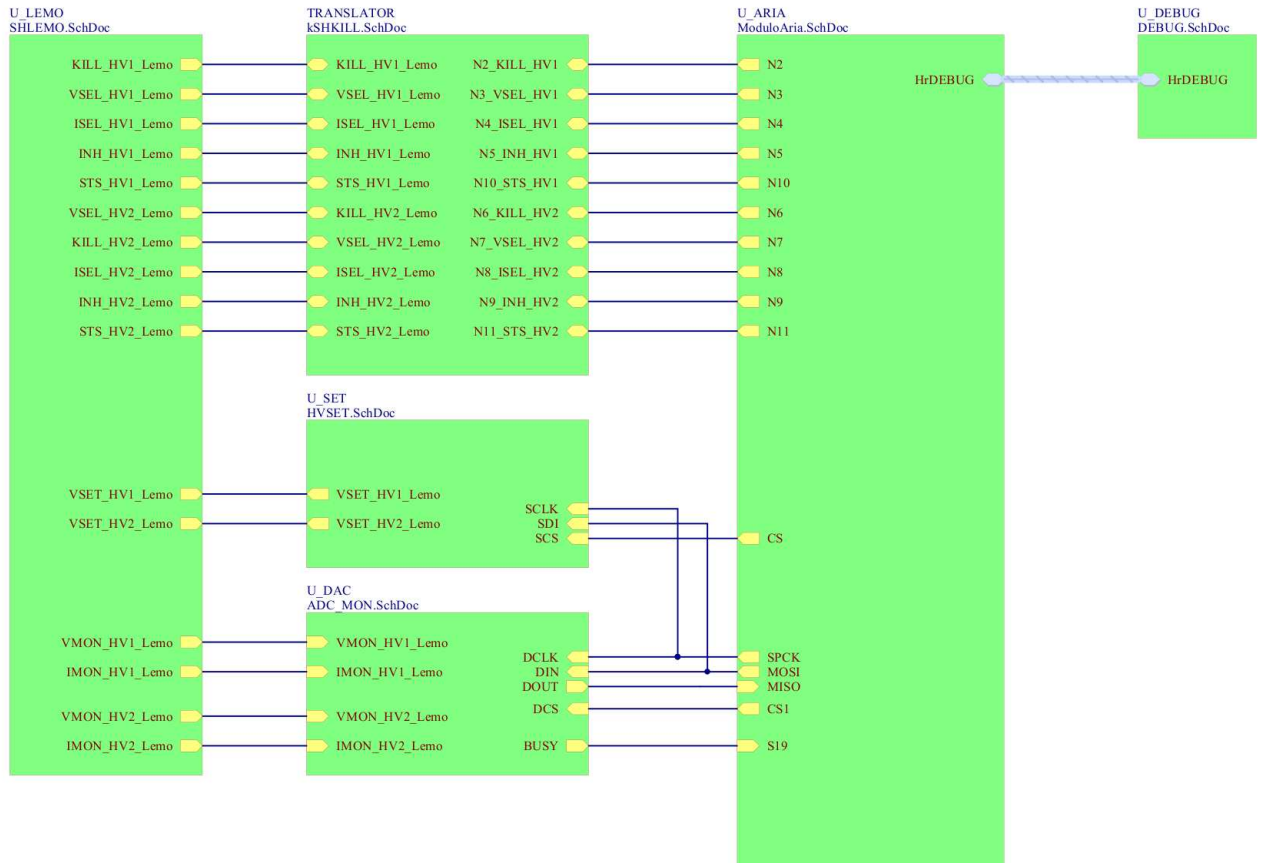 U_LEMO
SHLEMO.SchDoc
KILL_HV1_Lemo
VSEL_HV1_Lemo
ISEL_HV1_Lemo
INH_HV1_Lemo
STS_HV1_Lemo
VSEL_HV2_Lemo
KILL_HV2_Lemo
ISEL_HV2_Lemo
INH_HV2_Lemo
STS_HV2_Lemo
VSET_HV1_Lemo
VSET_HV2_Lemo
VMON_HV1_Lemo
IMON_HV1_Lemo
VMON_HV2_Lemo
IMON_HV2_Lemo
TRANSLATOR
kSHKILL.SchDoc
KILL_HV1_Lemo
VSEL_HV1_Lemo
ISEL_HV1_Lemo
INH_HV1_Lemo
STS_HV1_Lemo
KILL_HV2_Lemo
VSEL_HV2_Lemo
ISEL_HV2_Lemo
INH_HV2_Lemo
STS_HV2_Lemo
N2_KILL_HV1
N3_VSEL_HV1
N4_ISEL_HV1
N5_INH_HV1
N10_STS_HV1
N6_KILL_HV2
N7_VSEL_HV2
N8_ISEL_HV2
N9_INH_HV2
N11_STS_HV2
U_SET
HVSET.SchDoc
VSET_HV1_Lemo
VSET_HV2_Lemo
SCLK
SDI
SCS
U_DAC
ADC_MON.SchDoc
VMON_HV1_Lemo
IMON_HV1_Lemo
VMON_HV2_Lemo
IMON_HV2_Lemo
DCLK
DIN
DOUT
DCS
BUSY
U_ARIA
ModuloAria.SchDoc
N2
N3
N4
N5
N10
N6
N7
N8
N9
N11
CS
SPCK
MOSI
MISO
CS1
S19
HrDEBUG
U_DEBUG
DEBUG.SchDoc
HrDEBUG